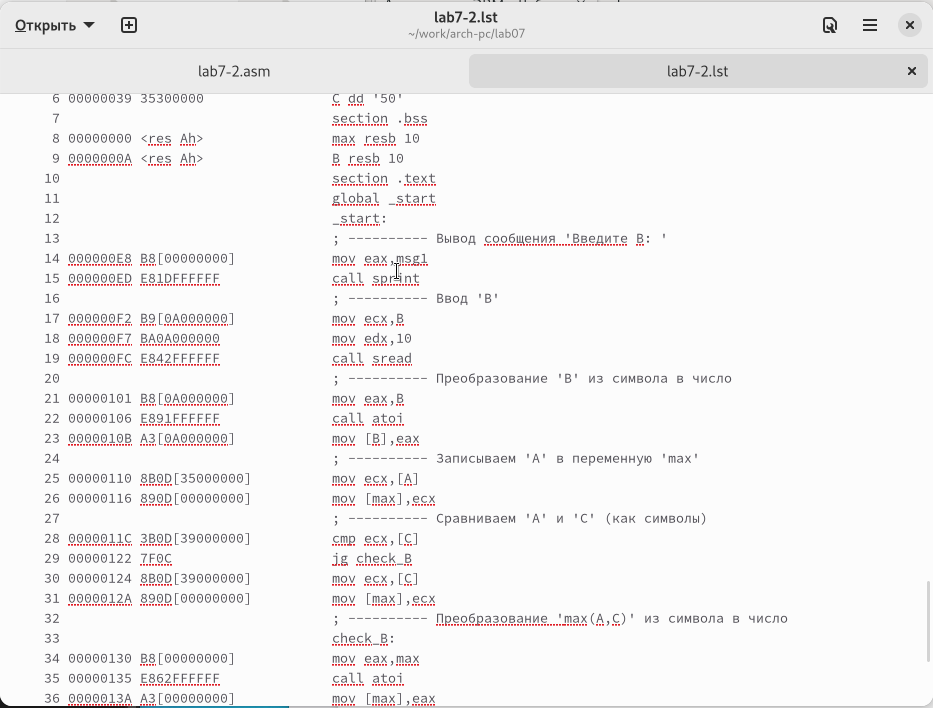 Открыть
lab7-2.lst
~/work/arch-pc/lab07
lab7-2.asm
lab7-2.lst
6 00000039 35300000 C dd '50'
7 section .bss
8 00000000 <res Ah> max resb 10
9 0000000A <res Ah> B resb 10
10 section .text
11 global _start
12 _start:
13 ; ---------- Вывод сообщения 'Введите B: '
14 000000E8 B8[00000000] mov eax,msg1
15 000000ED E81DFFFFFF call sprint
16 ; ---------- Ввод 'B'
17 000000F2 B9[0A000000] mov ecx,B
18 000000F7 BA0A000000 mov edx,10
19 000000FC E842FFFFFF call sread
20 ; ---------- Преобразование 'B' из символа в число
21 00000101 B8[0A000000] mov eax,B
22 00000106 E891FFFFFF call atoi
23 0000010B A3[0A000000] mov [B],eax
24 ; ---------- Записываем 'A' в переменную 'max'
25 00000110 8B0D[35000000] mov ecx,[A]
26 00000116 890D[00000000] mov [max],ecx
27 ; ---------- Сравниваем 'A' и 'C' (как символы)
28 0000011C 3B0D[39000000] cmp ecx,[C]
29 00000122 7F0C jg check_B
30 00000124 8B0D[39000000] mov ecx,[C]
31 0000012A 890D[00000000] mov [max],ecx
32 ; ---------- Преобразование 'max(A,C)' из символа в число
33 check_B:
34 00000130 B8[00000000] mov eax,max
35 00000135 E862FFFFFF call atoi
36 0000013A A3[00000000] mov [max],eax